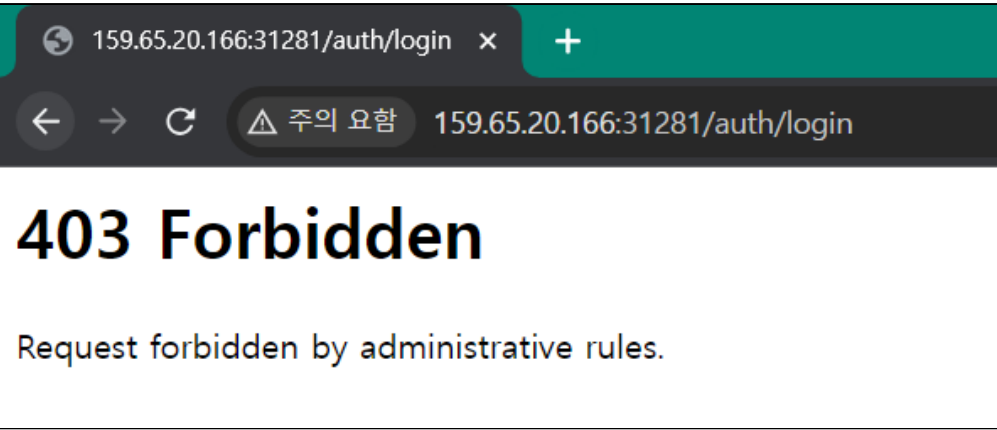 159.65.20.166:31281/auth/login
주의 요함 159.65.20.166:31281/auth/login
403 Forbidden
Request forbidden by administrative rules.